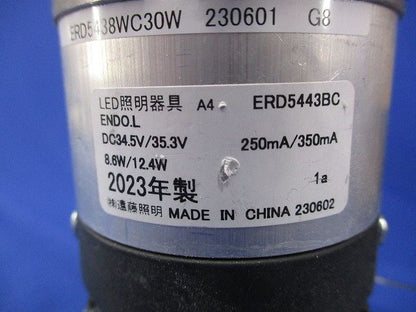 ERD5438WC30W 230601 G8
LED照明器具 A4 ERD5443BC
ENDO.L
DC34.5V/35.3V 250mA/350mA
8.6W/12.4W
2023年製 1a
㈱遠藤照明 MADE IN CHINA 230602